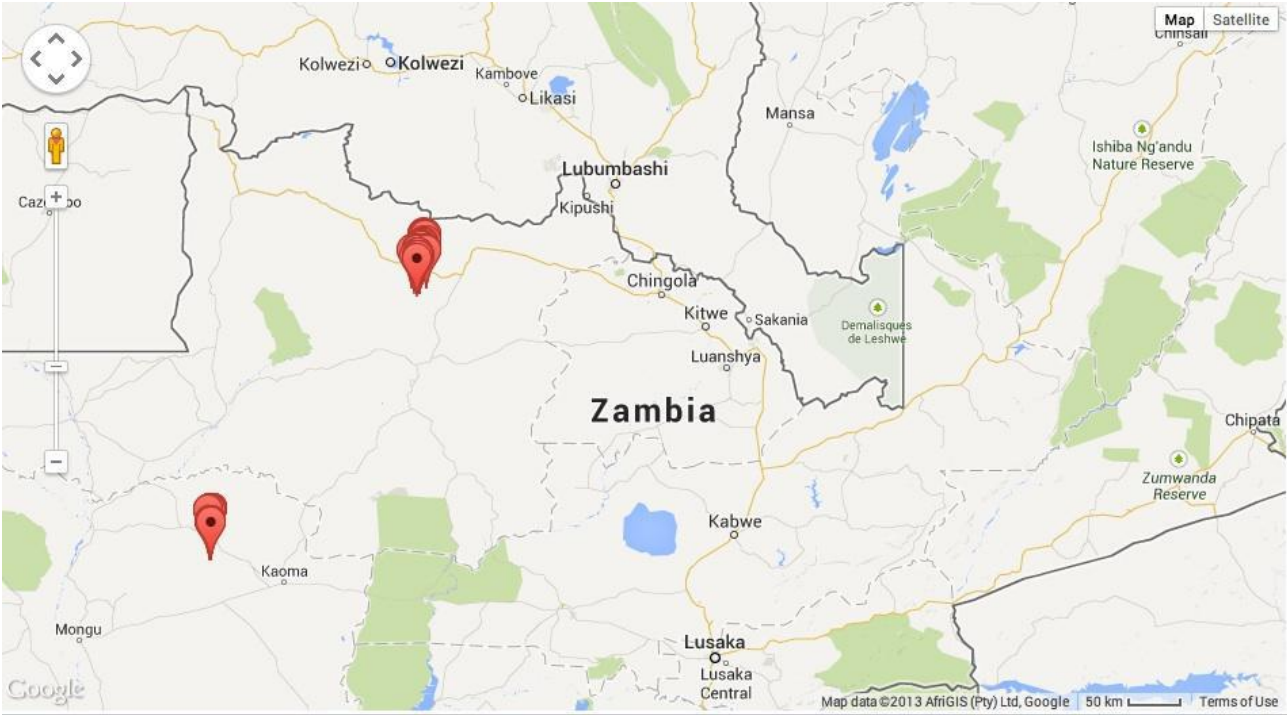 Map
Satellite
Chinsali
Kolwezi
Kolwezi
Kambove
Likasi
Mansa
Ishiba Ng'andu
Nature Reserve
Lubumbashi
Kipushi
Chingola
Kitwe
Sakania
Demalisques
de Leshwe
Luanshya
Zambia
Chipata
Zumwanda
Reserve
Kabwe
Kaoma
Mongu
Lusaka
Lusaka
Central
Google
Map data ©2013 AfriGIS (Pty) Ltd, Google
50 km
Terms of Use